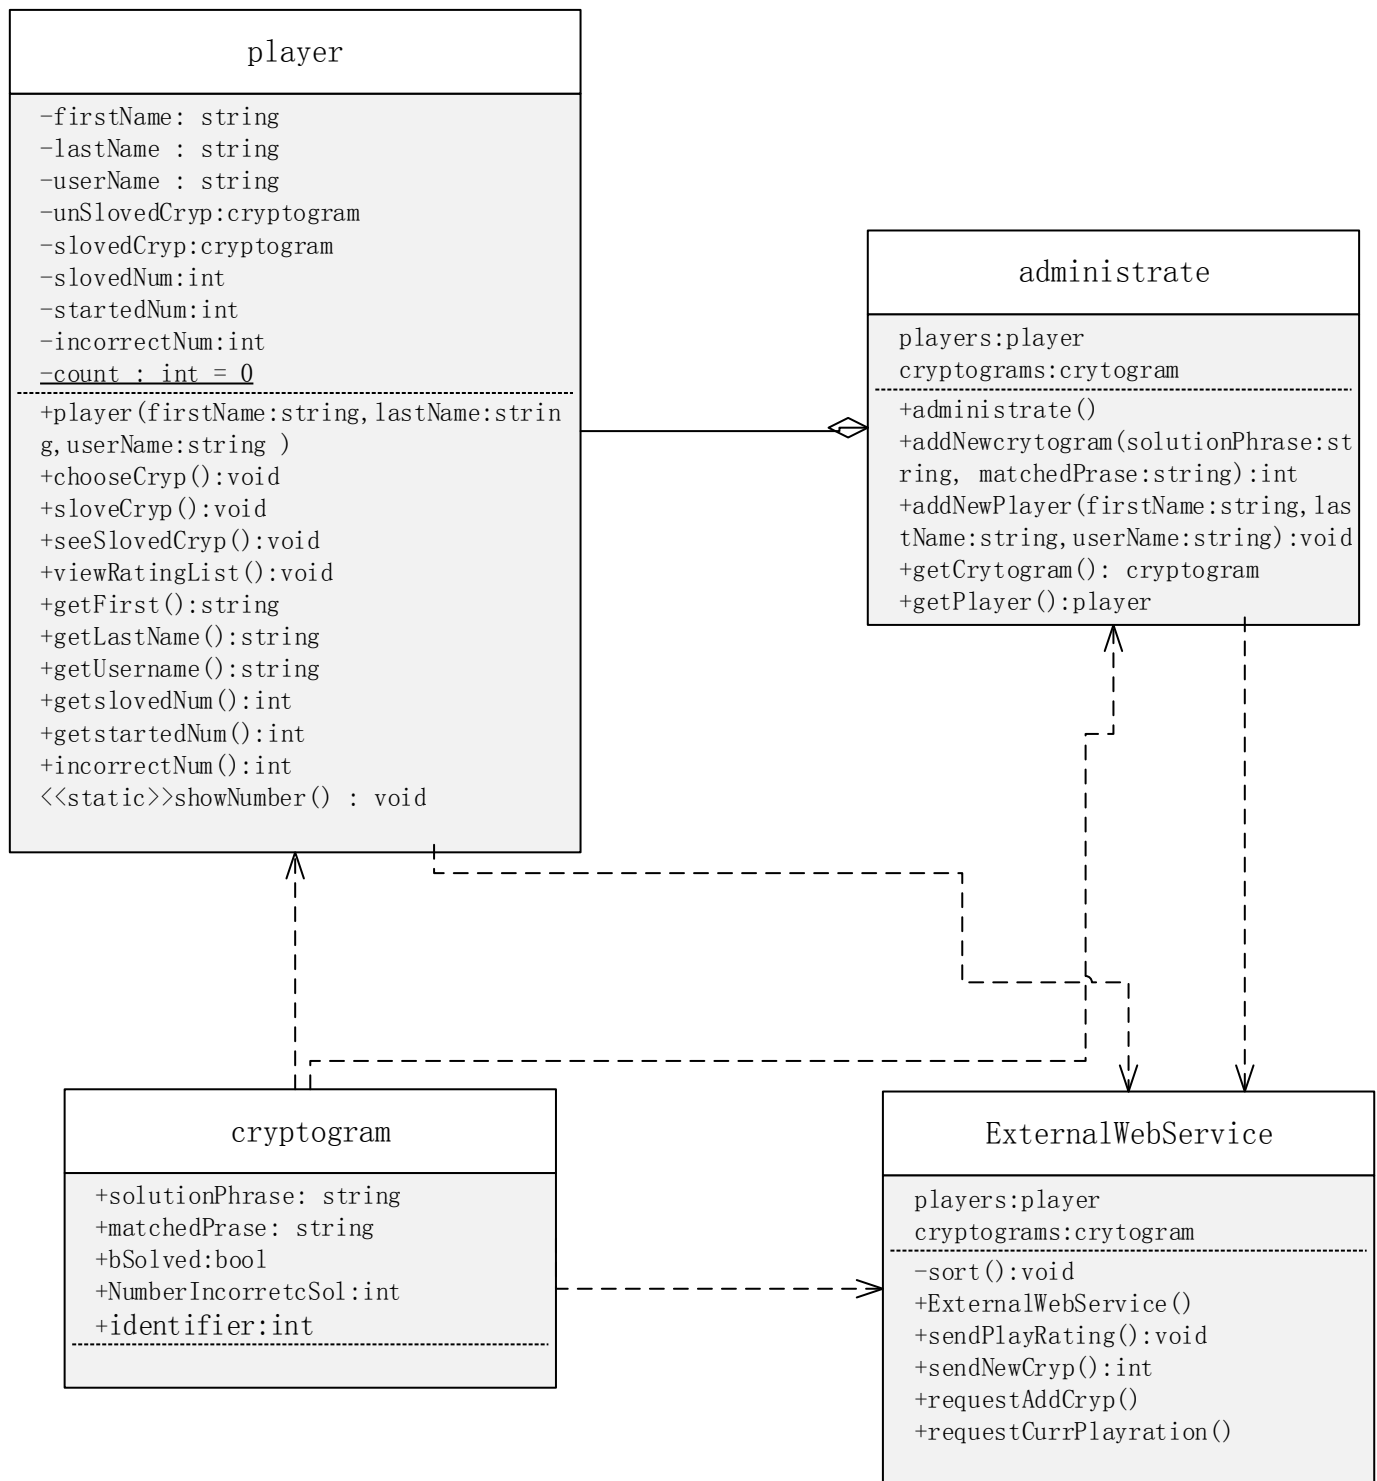 player
-firstName: string
-lastName : string
-userName : string
-unSlovedCryp:cryptogram
-slovedCryp:cryptogram
-slovedNum:int
-startedNum:int
-incorrectNum:int
-count : int = 0
+player(firstName:string,lastName:strin
g,userName:string )
+chooseCryp():void
+sloveCryp():void
+seeSlovedCryp():void
+viewRatingList():void
+getFirst():string
+getLastName():string
+getUsername():string
+getslovedNum():int
+getstartedNum():int
+incorrectNum():int
<<static>>showNumber() : void
administrate
players:player
cryptograms:crytogram
+administrate()
+addNewcrytogram(solutionPhrase:st
ring, matchedPrase:string):int
+addNewPlayer(firstName:string,las
tName:string,userName:string):void
+getCrytogram(): cryptogram
+getPlayer():player
cryptogram
+solutionPhrase: string
+matchedPrase: string
+bSolved:bool
+NumberIncorretcSol:int
+identifier:int
ExternalWebService
players:player
cryptograms:crytogram
-sort():void
+ExternalWebService()
+sendPlayRating():void
+sendNewCryp():int
+requestAddCryp()
+requestCurrPlayration()